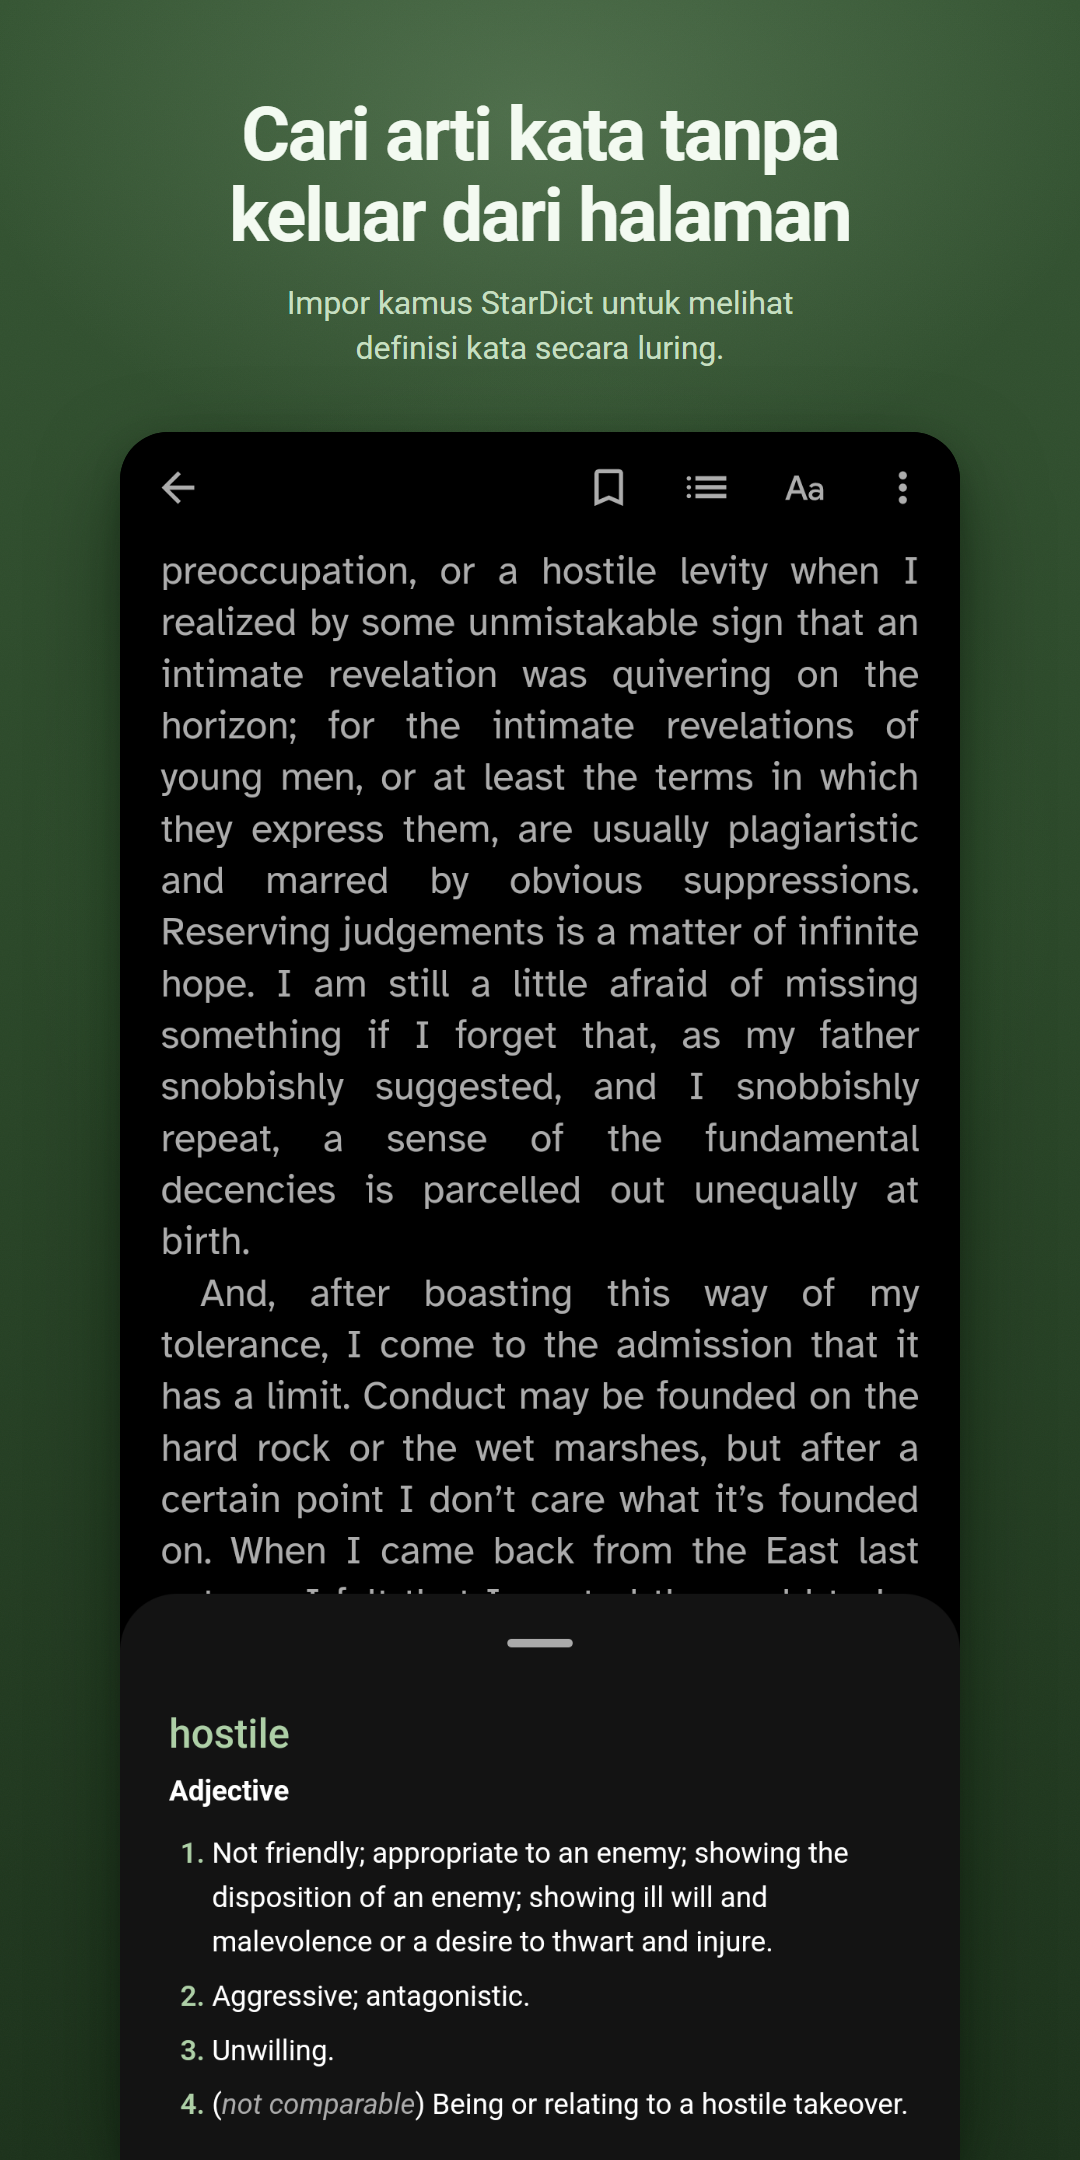 Cari arti kata tanpa
keluar dari halaman
Impor kamus StarDict untuk melihat
definisi kata secara luring.
Aa
preoccupation, or a hostile levity when I
realized by some unmistakable sign that an
intimate revelation was quivering on the
horizon; for the intimate revelations of
young men, or at least the terms in which
they express them, are usually plagiaristic
and marred by obvious suppressions.
Reserving judgements is a matter of infinite
hope. I am still a little afraid of missing
something if I forget that, as my father
snobbishly suggested, and I snobbishly
repeat, a sense of the fundamental
decencies is parcelled out unequally at
birth.
And, after boasting this way of my
tolerance, I come to the admission that it
has a limit. Conduct may be founded on the
hard rock or the wet marshes, but after a
certain point I don’t care what it’s founded
on. When I came back from the East last
hostile
Adjective
1. Not friendly; appropriate to an enemy; showing the
disposition of an enemy; showing ill will and
malevolence or a desire to thwart and injure.
2. Aggressive; antagonistic.
3. Unwilling.
4. (not comparable) Being or relating to a hostile takeover.